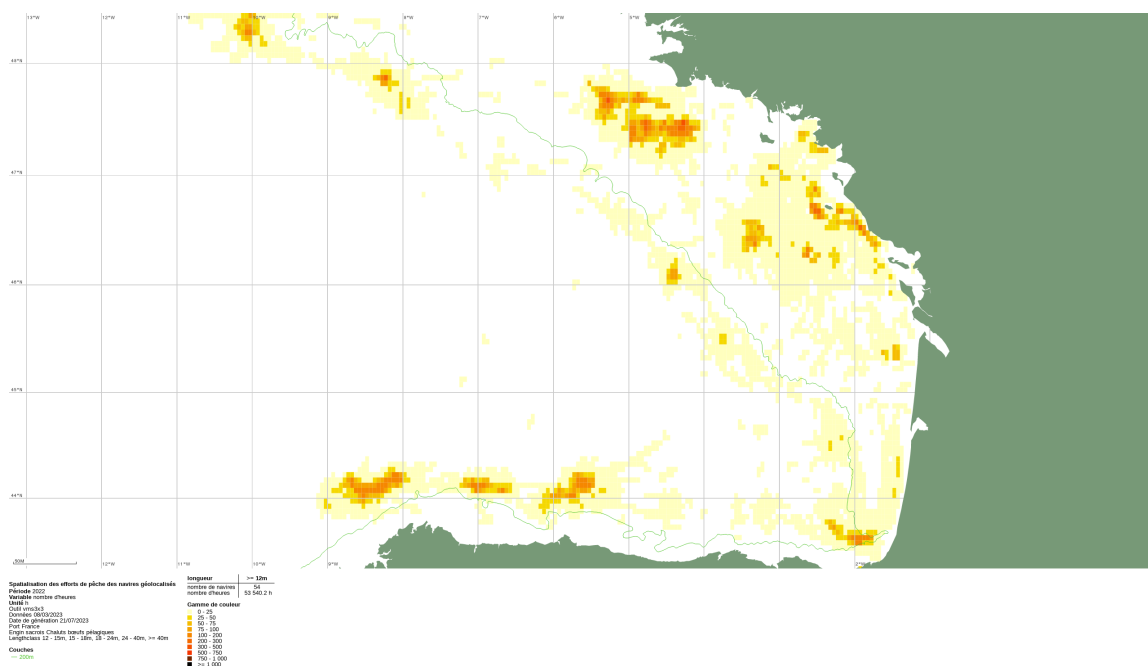 13°W 12°W 11°W 10°W 9°W 8°W 7°W 6°W 5°W
48°N
47°N
46°N
45°N
44°N
50M
2°W
Spatialisation des efforts de pêche des navires géolocalisés
Période 2022
Variable nombre d'heures
Unité h
Outil vms3x3
Données 08/03/2023
Date de génération 21/07/2023
Port France
Engin sacrois Chaluts bœufs pélagiques
Lengthclass 12 - 15m, 15 - 18m, 18 - 24m, 24 - 40m, >= 40m
Couches
200m
longueur >= 12m
nombre de navires 54
nombre d'heures 53 540.2 h
Gamme de couleur
0 - 25
25 - 50
50 - 75
75 - 100
100 - 200
200 - 300
300 - 500
500 - 750
750 - 1 000
>= 1 000